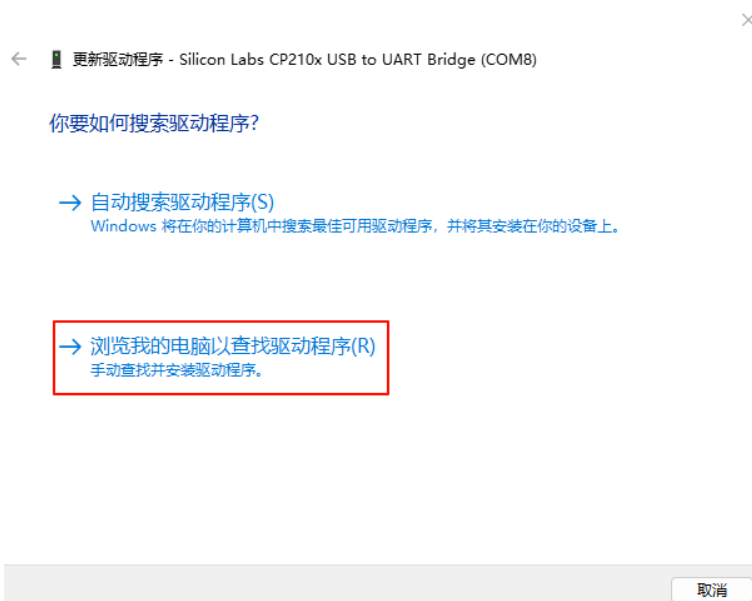 更新驱动程序 - Silicon Labs CP210x USB to UART Bridge (COM8)
你要如何搜索驱动程序?
自动搜索驱动程序(S)
Windows 将在你的计算机中搜索最佳可用驱动程序，并将其安装在你的设备上。
浏览我的电脑以查找驱动程序(R)
手动查找并安装驱动程序。
取消